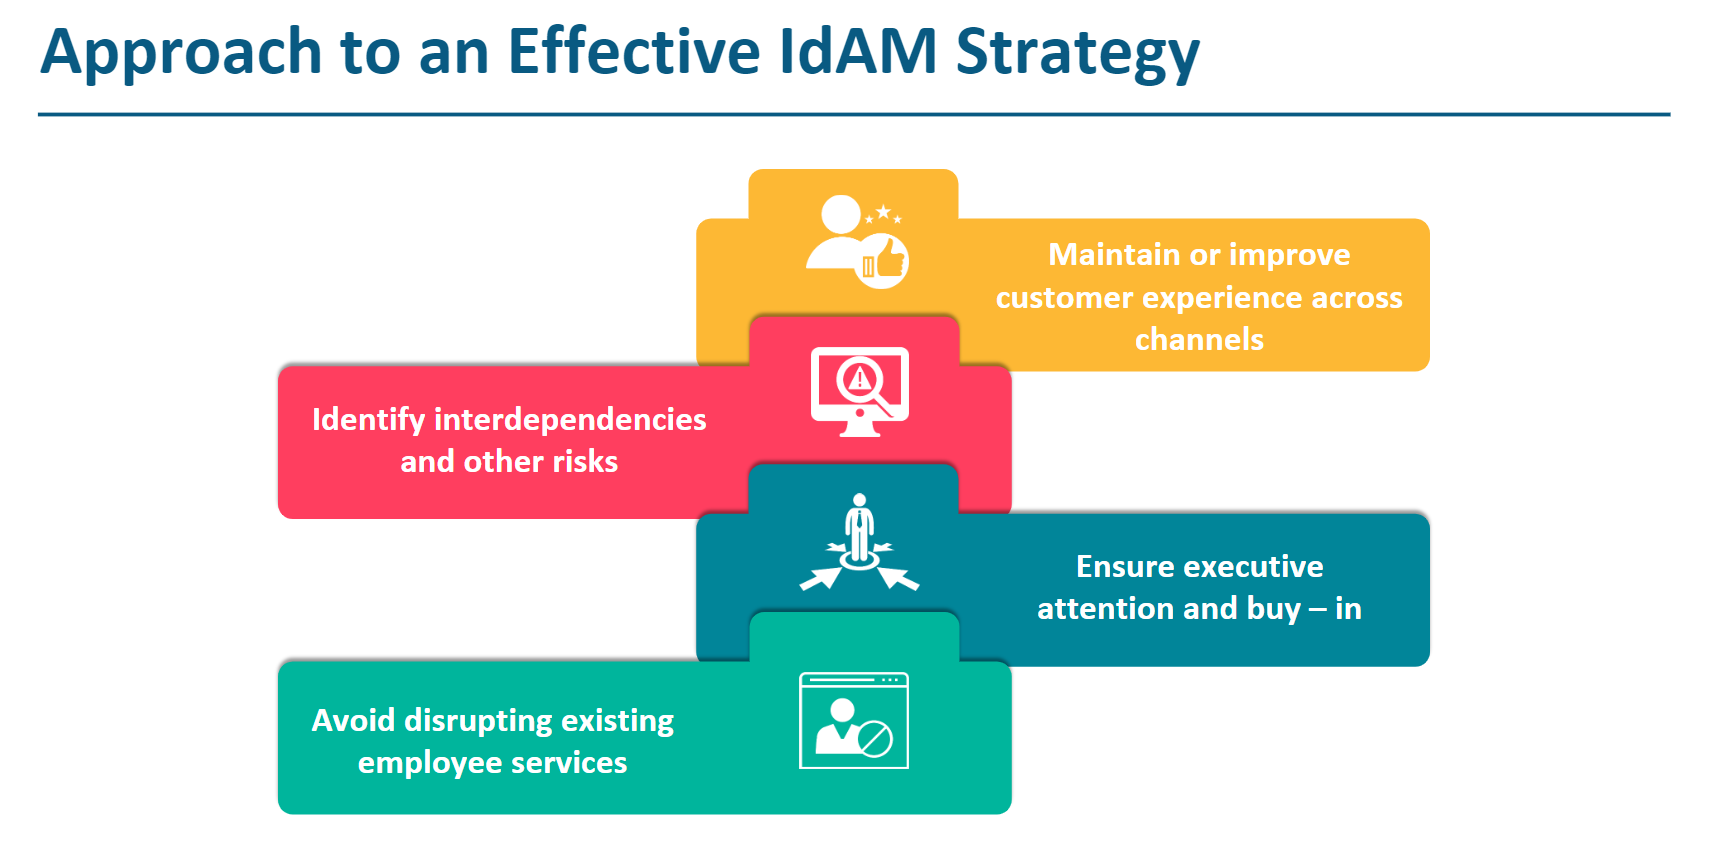 Approach to an Effective IdAM Strategy
Maintain or improve
customer experience across
channels
Identify interdependencies
and other risks
Ensure executive
attention and buy – in
Avoid disrupting existing
employee services